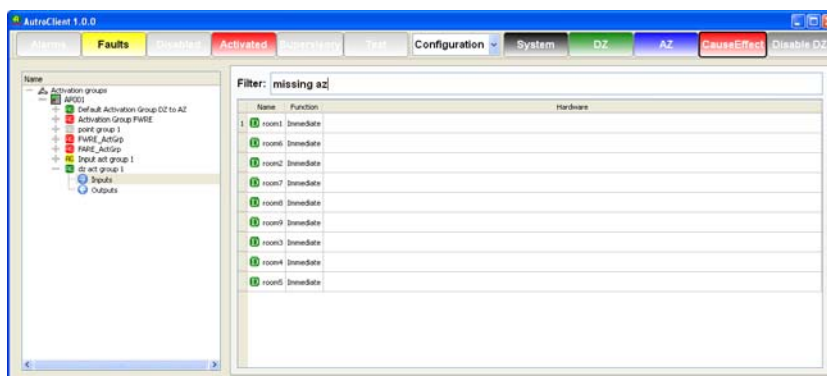 AutroClient 1.0.0
Alarms Faults Disabled Activated Supervisory Test Configuration System DZ AZ CauseEffect Disable DZ
Name
Activation groups
AP001
Default Activation Group DZ to AZ
Activation Group FWRE
point group 1
FWRE_ActGrp
FARE_ActGrp
Input act group 1
dz act group 1
Inputs
Outputs
Filter: missing az
Name Function Hardware
1 room1 Immediate
room6 Immediate
room2 Immediate
room7 Immediate
room8 Immediate
room9 Immediate
room3 Immediate
room4 Immediate
room5 Immediate